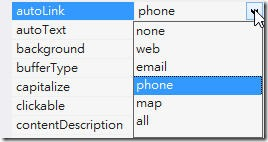 autoLink phone
autoText none
background web
bufferType email
capitalize phone
clickable map
contentDescription all